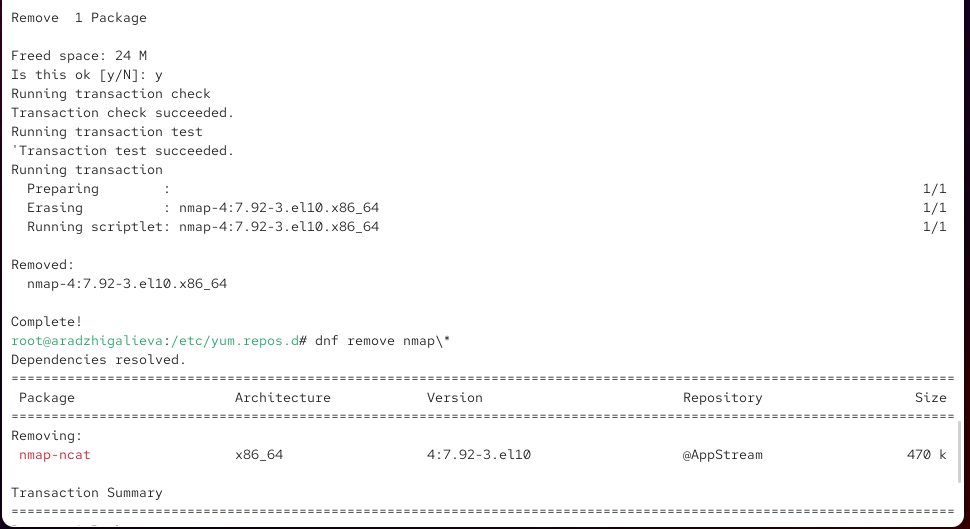 Remove  1 Package
Freed space: 24 M
Is this ok [y/N]: y
Running transaction check
Transaction check succeeded.
Running transaction test
`Transaction test succeeded.
Running transaction
  Preparing        :                                                                                              1/1
  Erasing          : nmap-4:7.92-3.el10.x86_64                                                                    1/1
  Running scriptlet: nmap-4:7.92-3.el10.x86_64                                                                    1/1
Removed:
  nmap-4:7.92-3.el10.x86_64
Complete!
root@aradzhigalieva:/etc/yum.repos.d# dnf remove nmap\*
Dependencies resolved.
======================================================================================================================
 Package                    Architecture            Version                         Repository                   Size
======================================================================================================================
Removing:
 nmap-ncat                  x86_64                  4:7.92-3.el10                   @AppStream                  470 k
Transaction Summary
======================================================================================================================